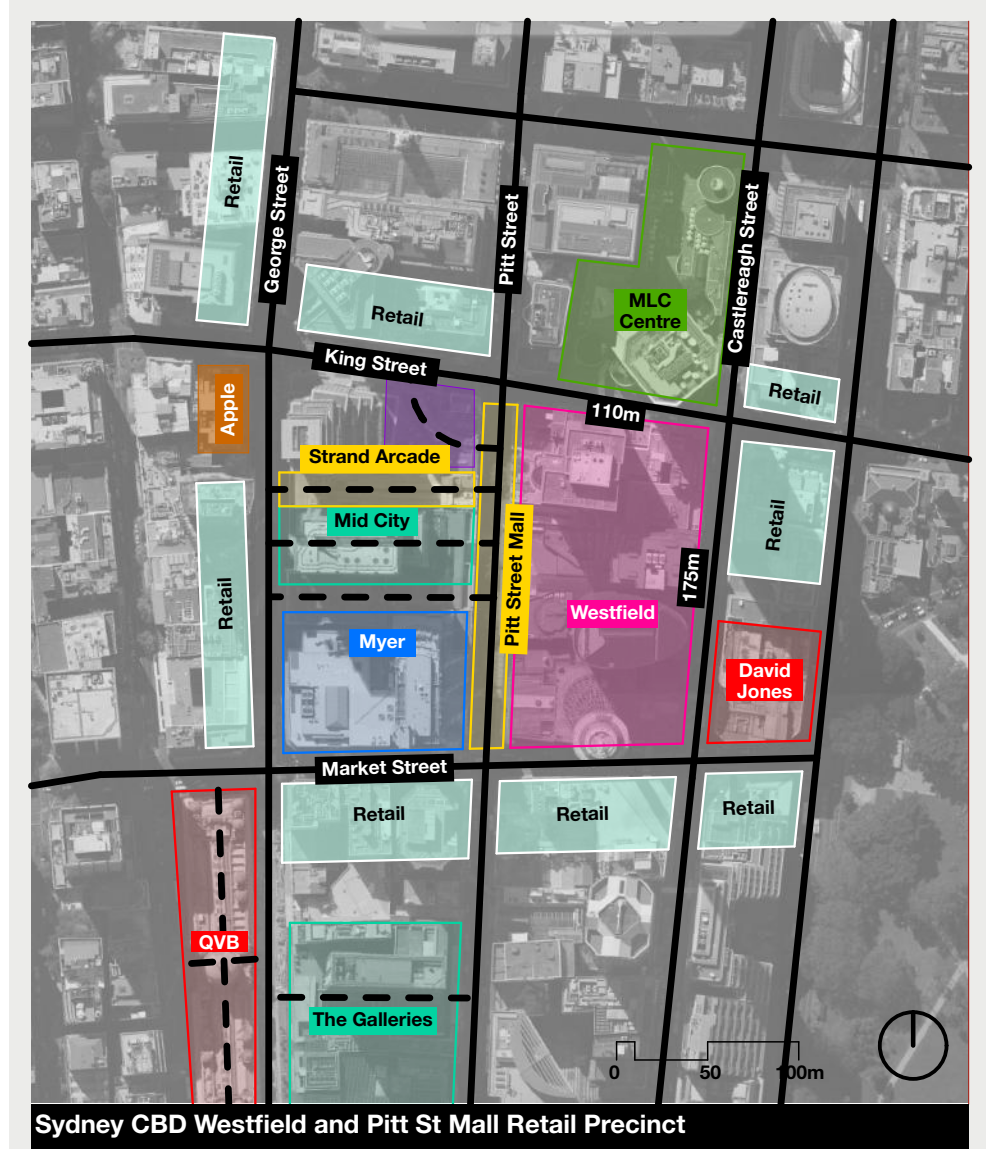 Retail
George Street
Pitt Street
Castlereagh Street
MLC
Centre
Retail
King Street
Retail
Apple
110m
Strand Arcade
Mid City
Retail
Pitt Street Mall
175m
Retail
Westfield
Myer
David
Jones
Market Street
Retail
Retail
Retail
QVB
The Galleries
0
50
100m
Sydney CBD Westfield and Pitt St Mall Retail Precinct